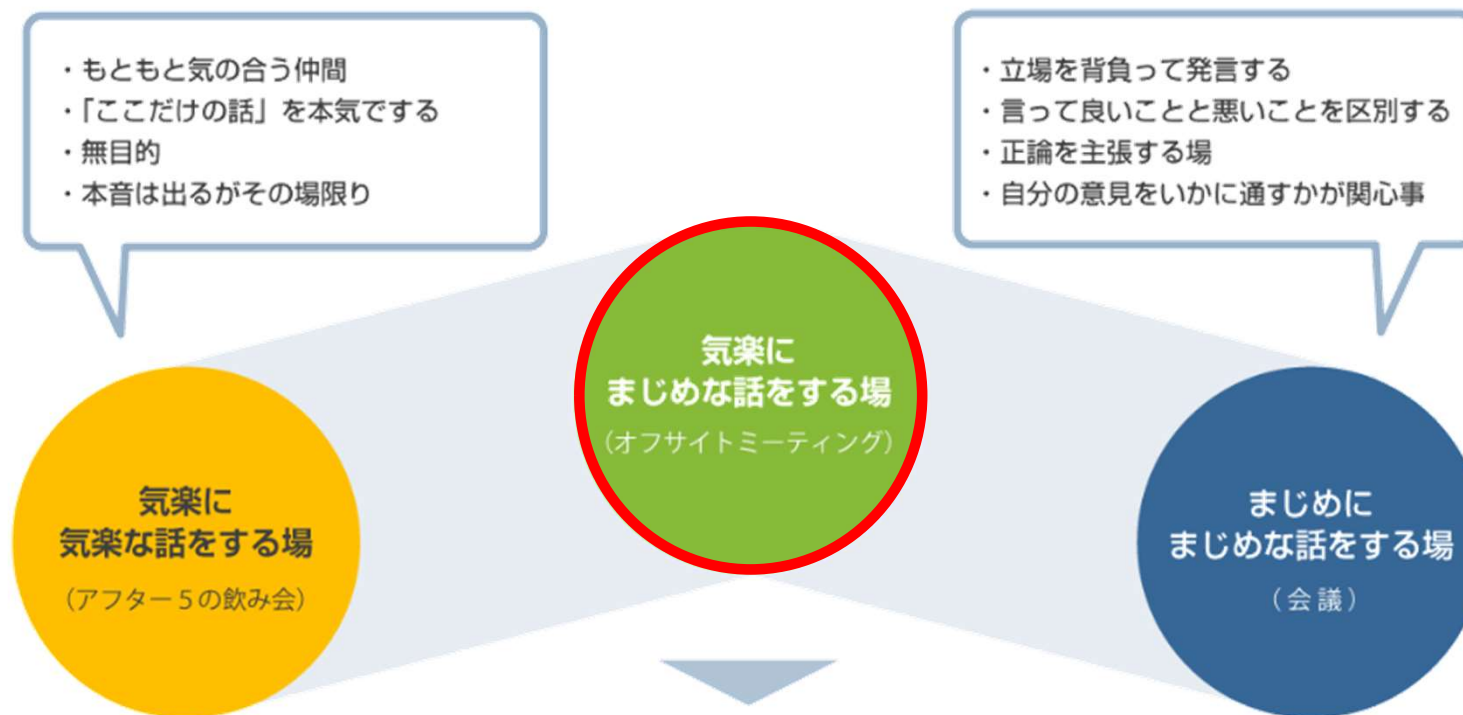 ・もともと気の合う仲間
・「ここだけの話」を本気でする
・無目的
・本音は出るがその場限り
・立場を背負って発言する
・言って良いことと悪いことを区別する
・正論を主張する場
・自分の意見をいかに通すかが関心事
気楽に
まじめな話をする場
（オフサイトミーティング）
気楽に
気楽な話をする場
（アフター５の飲み会）
まじめに
まじめな話をする場
（会議）